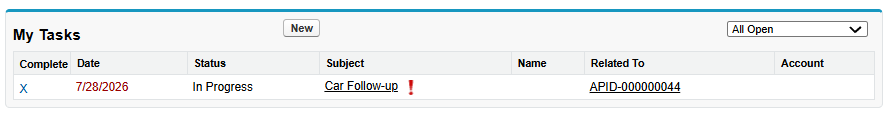 My Tasks New All Open
Complete Date Status Subject Name Related To Account
X 7/28/2026 In Progress Car Follow-up ! APID-000000044